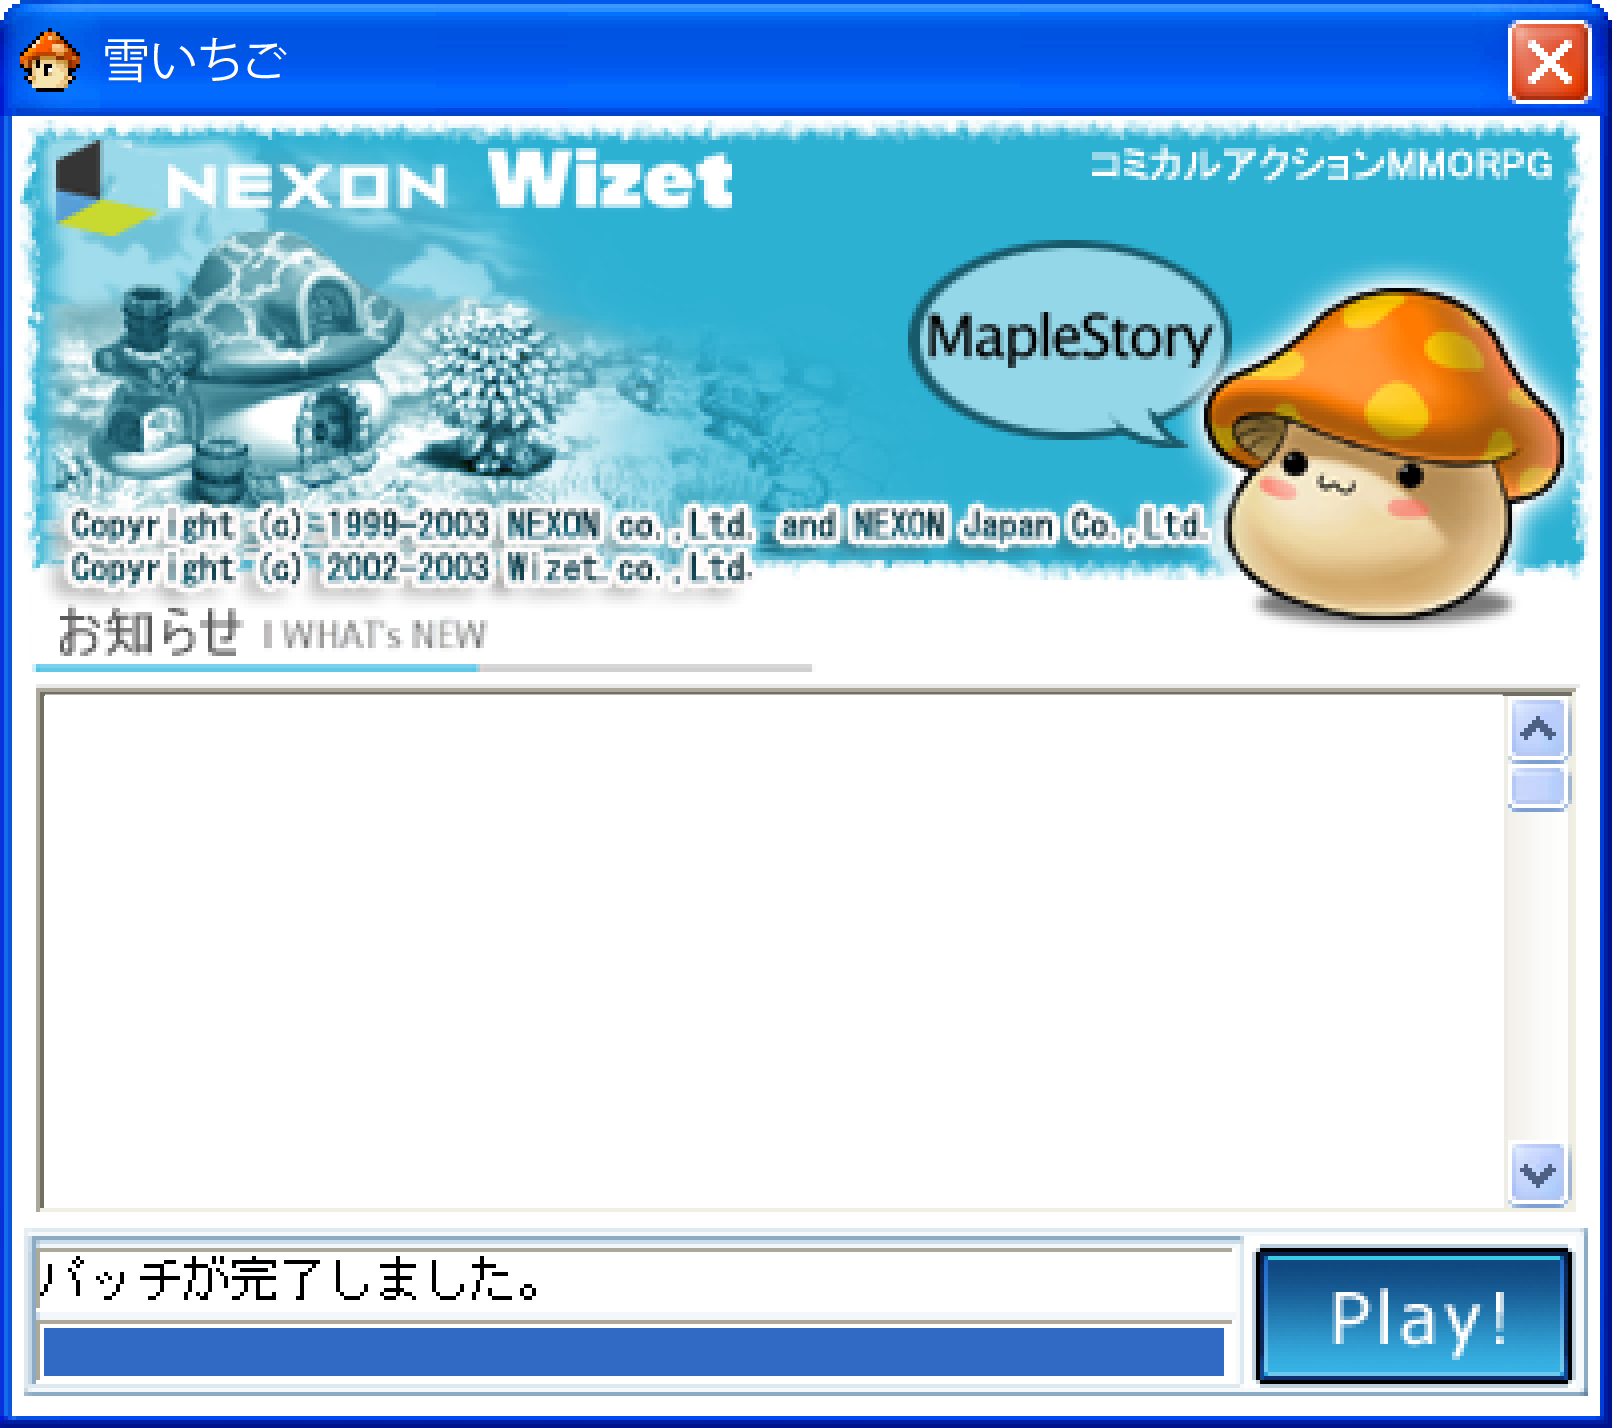 雪いちご
NEXON Wizet
コミカルアクションMMORPG
MapleStory
Copyright (c) 1999-2003 NEXON co.,Ltd. and NEXON Japan Co.,Ltd.
Copyright (c) 2002-2003 Wizet co.,Ltd.
お知らせ | WHAT's NEW
パッチが完了しました。
Play!